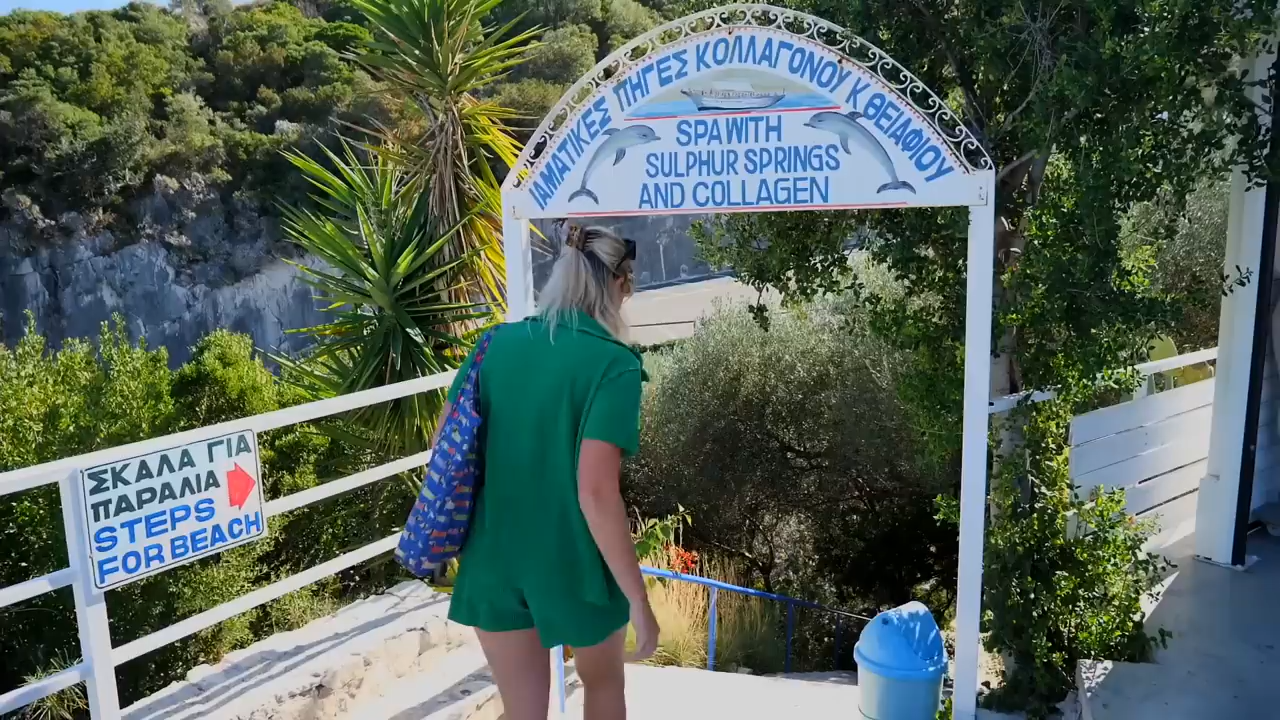 ΙΑΜΑΤΙΚΕΣ ΠΗΓΕΣ ΚΟΛΛΑΓΟΝΟΥ Κ ΘΕΙΑΦΙΟΥ
SPA WITH
SULPHUR SPRINGS
AND COLLAGEN
ΣΚΑΛΑ ΓΙΑ
ΠΑΡΑΛΙΑ
STEPS
FOR BEACH